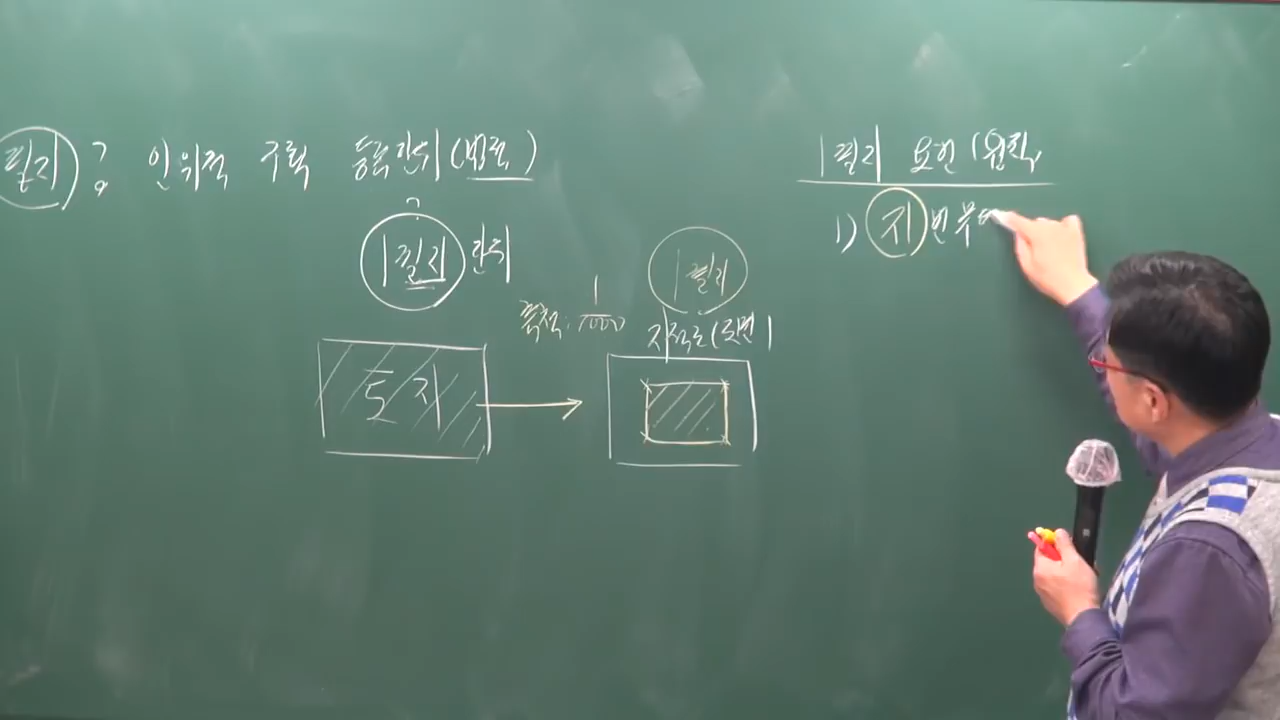 필지 : 인위적 구획 등록단위 (법률)
1필지 단위
토지
축척 : 1/1000
1필지
지적도 (도면)
1필지 요건 (원칙)
1) 지번부